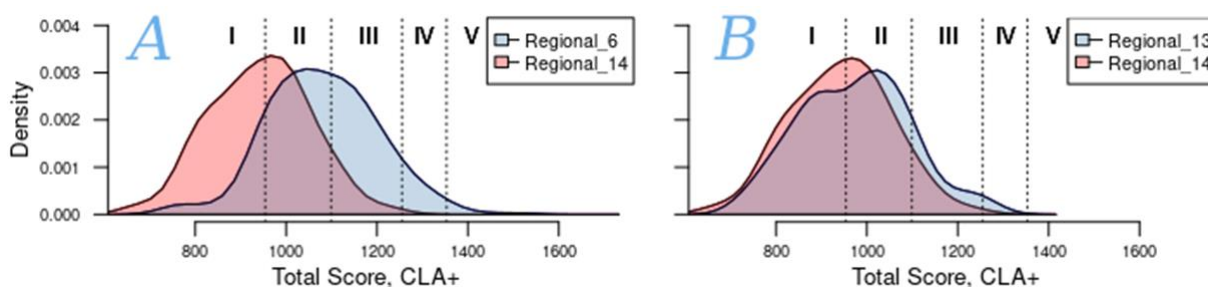 A
I II III IV V
Regional_6
Regional_14
Density
0.004
0.003
0.002
0.001
0.000
800 1000 1200 1400 1600
Total Score, CLA+
B
I II III IV V
Regional_13
Regional_14
800 1000 1200 1400 1600
Total Score, CLA+